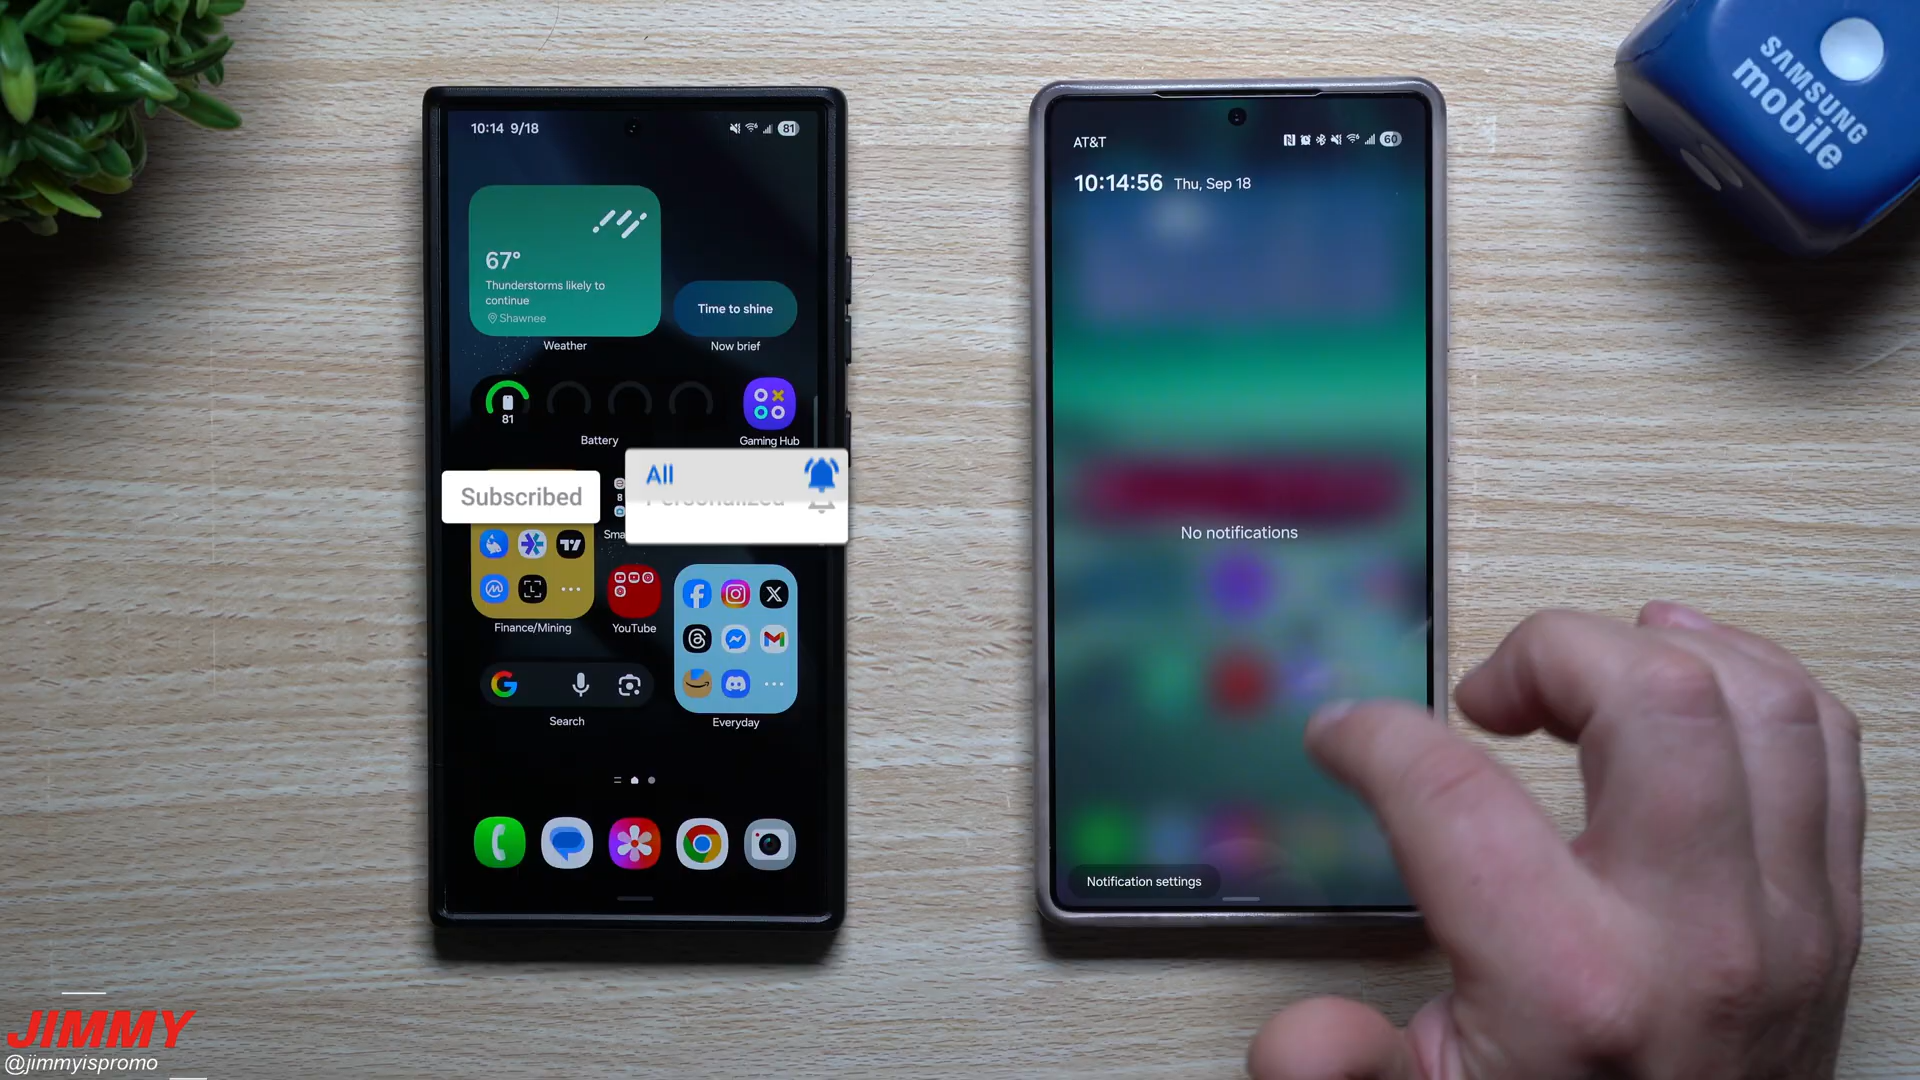 10:14 9/18
81
67°
Thunderstorms likely to
continue
Shawnee
Weather
Time to shine
Now brief
81
Battery
Gaming Hub
Subscribed
All
Personalized
8
Sma
Finance/Mining
YouTube
Everyday
Search
AT&T
60
10:14:56 Thu, Sep 18
No notifications
Notification settings
SAMSUNG
mobile
JIMMY
@jimmyispromo